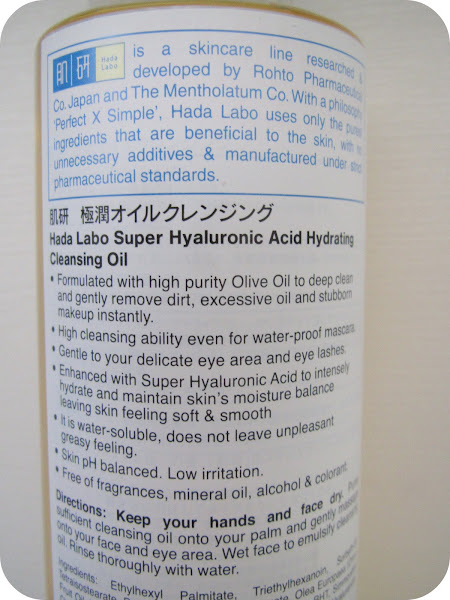 肌研 Hada Labo is a skincare line researched &
developed by Rohto Pharmaceutical
Co. Japan and The Mentholatum Co. With a philosophy
'Perfect X Simple', Hada Labo uses only the purest
ingredients that are beneficial to the skin, with no
unnecessary additives & manufactured under strict
pharmaceutical standards.
肌研 極潤オイルクレンジング
Hada Labo Super Hyaluronic Acid Hydrating
Cleansing Oil
• Formulated with high purity Olive Oil to deep clean
and gently remove dirt, excessive oil and stubborn
makeup instantly.
• High cleansing ability even for water-proof mascara.
• Gentle to your delicate eye area and eye lashes.
• Enhanced with Super Hyaluronic Acid to intensely
hydrate and maintain skin's moisture balance
leaving skin feeling soft & smooth
• It is water-soluble, does not leave unpleasant
greasy feeling.
• Skin pH balanced. Low irritation.
• Free of fragrances, mineral oil, alcohol & colorant.
Directions: Keep your hands and face dry.
sufficient cleansing oil onto your palm and gently massage
onto your face and eye area. Wet face to emulsify cleansing
oil. Rinse thoroughly with water.
Ingredients: Ethylhexyl Palmitate, Triethylhexanoin,
Fruit Oil